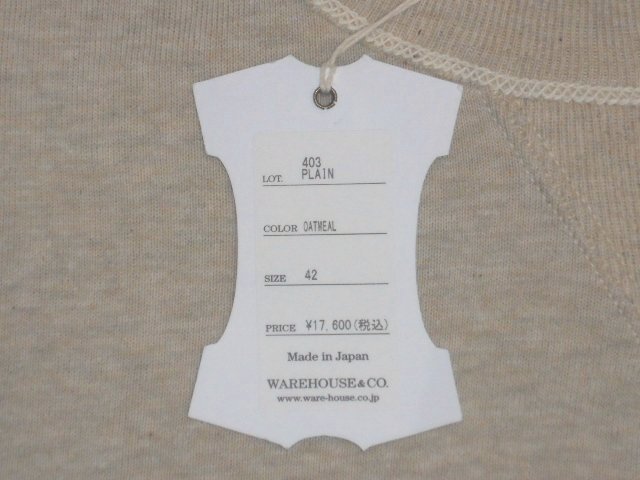 403
LOT. PLAIN
COLOR OATMEAL
SIZE 42
PRICE ¥17,600(税込)
Made in Japan
WAREHOUSE&CO.
www.ware-house.co.jp